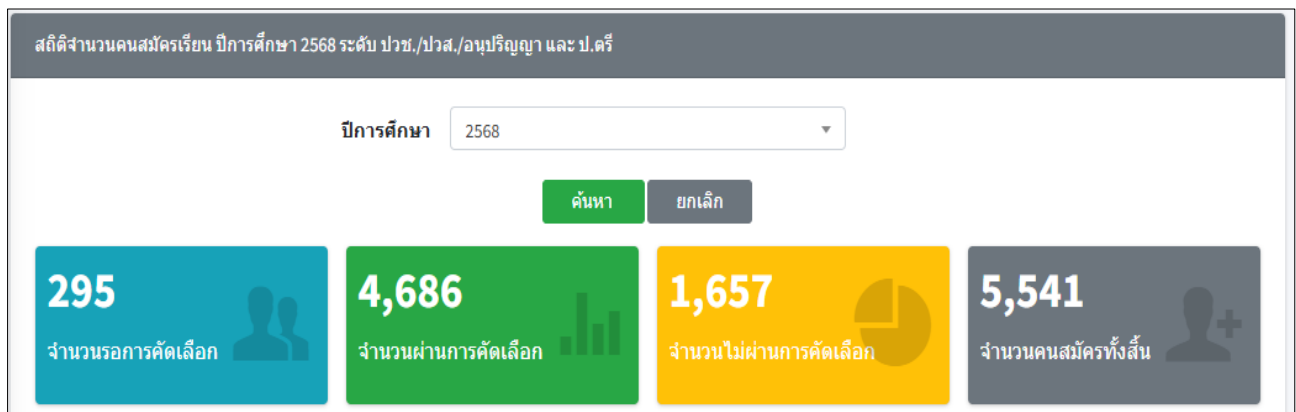 สถิติจำนวนคนสมัครเรียน ปีการศึกษา 2568 ระดับ ปวช./ปวส./อนุปริญญา และ ป.ตรี
ปีการศึกษา 2568
ค้นหา ยกเลิก
295 4,686 1,657 5,541
จำนวนรอการคัดเลือก จำนวนผ่านการคัดเลือก จำนวนไม่ผ่านการคัดเลือก จำนวนคนสมัครทั้งสิ้น